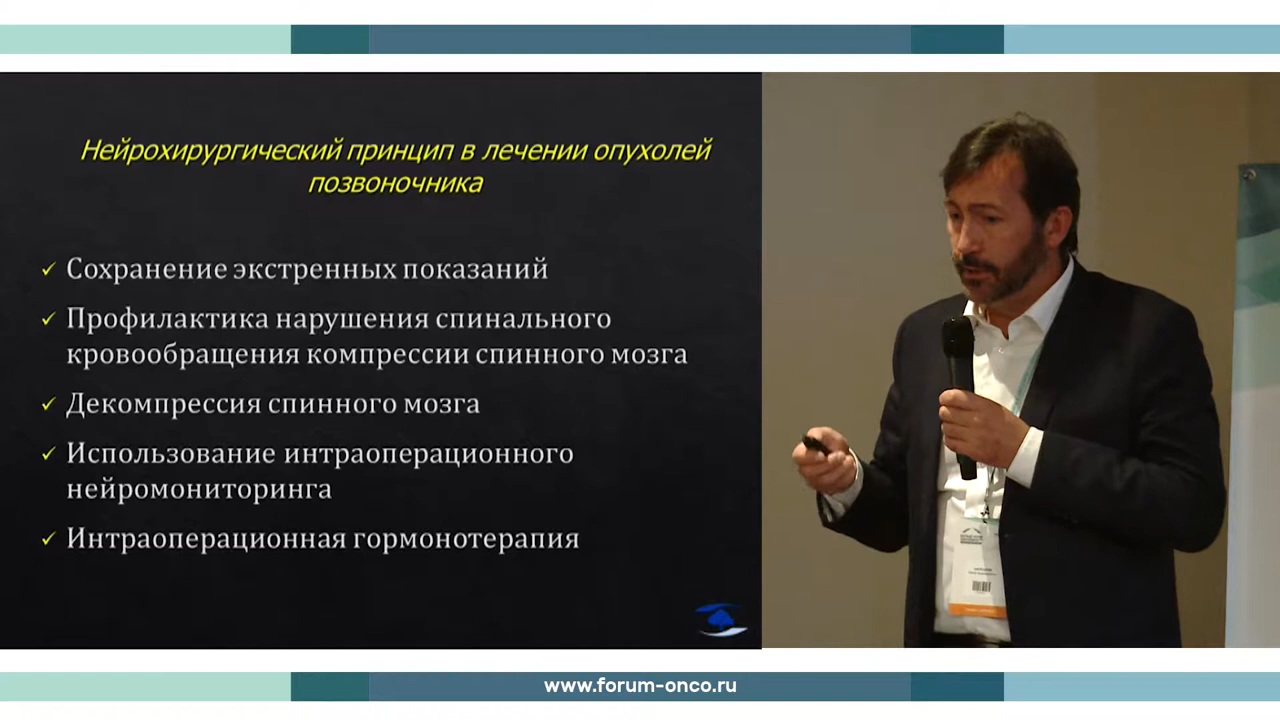 Нейрохирургический принцип в лечении опухолей
позвоночника
Сохранение экстренных показаний
Профилактика нарушения спинального
кровообращения компрессии спинного мозга
Декомпрессия спинного мозга
Использование интраоперационного
нейромониторинга
Интраоперационная гормонотерапия
www.forum-onco.ru